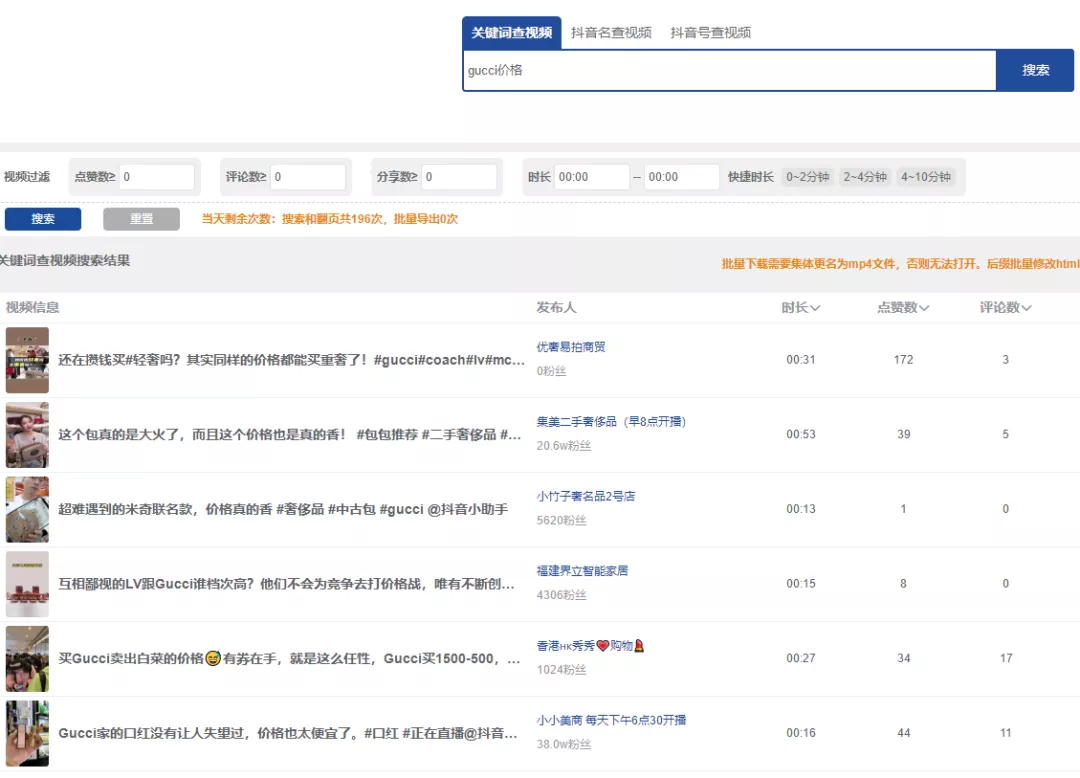 关键词查视频 抖音名查视频 抖音号查视频
gucci价格 搜索
视频过滤 点赞数≥ 0 评论数≥ 0 分享数≥ 0 时长 00:00 -- 00:00 快捷时长 0~2分钟 2~4分钟 4~10分钟
搜索 重置 当天剩余次数：搜索和翻页共196次，批量导出0次
关键词查视频搜索结果
批量下载需要集体更名为mp4文件，否则无法打开。后缀批量修改html
视频信息 发布人 时长 点赞数 评论数
还在攒钱买#轻奢吗？其实同样的价格都能买重奢了！#gucci#coach#lv#mc... 优奢易拍商贸 00:31 172 3
0粉丝
这个包真的是大火了，而且这个价格也是真的香！ #包包推荐 #二手奢侈品 #... 集美二手奢侈品（早8点开播） 00:53 39 5
20.6w粉丝
超难遇到的米奇联名款，价格真的香 #奢侈品 #中古包 #gucci @抖音小助手 小竹子奢名品2号店 00:13 1 0
5620粉丝
互相鄙视的LV跟Gucci谁档次高？他们不会为竞争去打价格战，唯有不断创... 福建界立智能家居 00:15 8 0
4306粉丝
买Gucci卖出白菜的价格😅有券在手，就是这么任性，Gucci买1500-500，... 香港нк秀秀❤️购物💄 00:27 34 17
1024粉丝
Gucci家的口红没有让人失望过，价格也太便宜了。#口红 #正在直播@抖音... 小小美商 每天下午6点30开播 00:16 44 11
38.0w粉丝